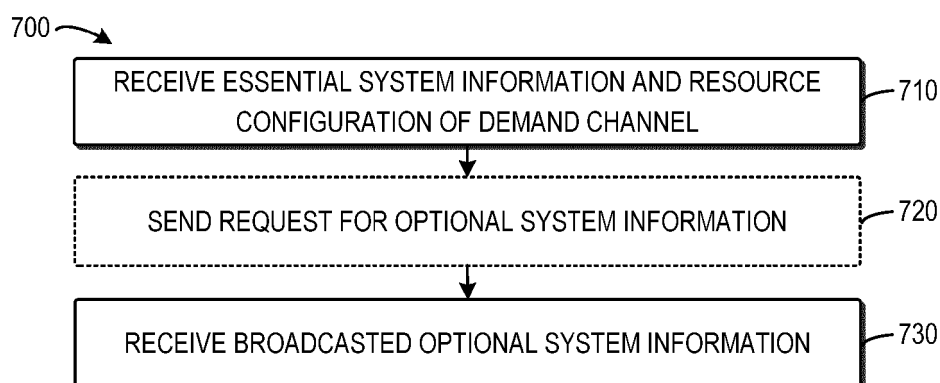 700
RECEIVE ESSENTIAL SYSTEM INFORMATION AND RESOURCE
CONFIGURATION OF DEMAND CHANNEL
710
SEND REQUEST FOR OPTIONAL SYSTEM INFORMATION
720
RECEIVE BROADCASTED OPTIONAL SYSTEM INFORMATION
730